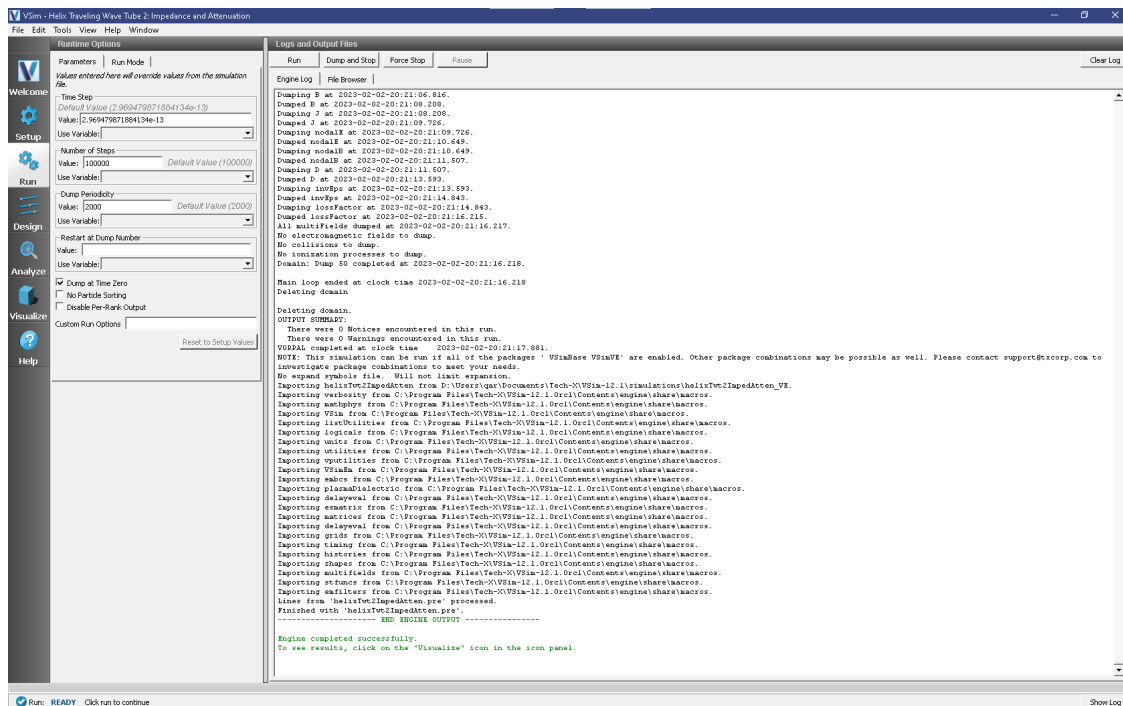 VSim - Helix Traveling Wave Tube 2: Impedance and Attenuation
File Edit Tools View Help Window
Welcome
Setup
Run
Design
Analyze
Visualize
Help
Runtime Options
Parameters Run Mode
Values entered here will override values from the simulation
file.
Time Step
Default Value (2.969479871884134e-13)
Value: 2.969479871884134e-13
Use Variable:
Number of Steps
Value: 100000 Default Value (100000)
Use Variable:
Dump Periodicity
Value: 2000 Default Value (2000)
Use Variable:
Restart at Dump Number
Value:
Use Variable:
Dump at Time Zero
No Particle Sorting
Disable Per-Rank Output
Custom Run Options
Reset to Setup Values
Logs and Output Files
Run Dump and Stop Force Stop Pause Clear Log
Engine Log File Browser
Dumping B at 2023-02-02-20:21:06.816.
Dumped B at 2023-02-02-20:21:08.208.
Dumping J at 2023-02-02-20:21:08.208.
Dumped J at 2023-02-02-20:21:09.726.
Dumping nodalE at 2023-02-02-20:21:09.726.
Dumped nodalE at 2023-02-02-20:21:10.649.
Dumping nodalB at 2023-02-02-20:21:10.649.
Dumped nodalB at 2023-02-02-20:21:11.507.
Dumping D at 2023-02-02-20:21:11.507.
Dumped D at 2023-02-02-20:21:13.593.
Dumping invEps at 2023-02-02-20:21:13.593.
Dumped invEps at 2023-02-02-20:21:14.843.
Dumping lossFactor at 2023-02-02-20:21:14.843.
Dumped lossFactor at 2023-02-02-20:21:16.215.
All multiFields dumped at 2023-02-02-20:21:16.217.
No electromagnetic fields to dump.
No collisions to dump.
No ionization processes to dump.
Domain: Dump 50 completed at 2023-02-02-20:21:16.218.
Main loop ended at clock time 2023-02-02-20:21:16.218
Deleting domain
Deleting domain.
OUTPUT SUMMARY:
There were 0 Notices encountered in this run.
There were 0 Warnings encountered in this run.
VORPAL completed at clock time 2023-02-02-20:21:17.881.
NOTE: This simulation can be run if all of the packages ' VSimBase VSimVE' are enabled. Other package combinations may be possible as well. Please contact support@txcorp.com to
investigate package combinations to meet your needs.
No expand symbols file. Will not limit expansion.
Importing helixTwt2ImpedAtten from D:\Users\qar\Documents\Tech-X\VSim-12.1\simulations\helixTwt2ImpedAtten_VE.
Importing verbosity from C:\Program Files\Tech-X\VSim-12.1.0rc1\Contents\engine\share\macros.
Importing mathphys from C:\Program Files\Tech-X\VSim-12.1.0rc1\Contents\engine\share\macros.
Importing VSim from C:\Program Files\Tech-X\VSim-12.1.0rc1\Contents\engine\share\macros.
Importing listUtilities from C:\Program Files\Tech-X\VSim-12.1.0rc1\Contents\engine\share\macros.
Importing logicals from C:\Program Files\Tech-X\VSim-12.1.0rc1\Contents\engine\share\macros.
Importing units from C:\Program Files\Tech-X\VSim-12.1.0rc1\Contents\engine\share\macros.
Importing utilities from C:\Program Files\Tech-X\VSim-12.1.0rc1\Contents\engine\share\macros.
Importing vputilities from C:\Program Files\Tech-X\VSim-12.1.0rc1\Contents\engine\share\macros.
Importing VSimEm from C:\Program Files\Tech-X\VSim-12.1.0rc1\Contents\engine\share\macros.
Importing embcs from C:\Program Files\Tech-X\VSim-12.1.0rc1\Contents\engine\share\macros.
Importing plasmaDielectric from C:\Program Files\Tech-X\VSim-12.1.0rc1\Contents\engine\share\macros.
Importing delayeval from C:\Program Files\Tech-X\VSim-12.1.0rc1\Contents\engine\share\macros.
Importing esmatrix from C:\Program Files\Tech-X\VSim-12.1.0rc1\Contents\engine\share\macros.
Importing matrices from C:\Program Files\Tech-X\VSim-12.1.0rc1\Contents\engine\share\macros.
Importing delayeval from C:\Program Files\Tech-X\VSim-12.1.0rc1\Contents\engine\share\macros.
Importing grids from C:\Program Files\Tech-X\VSim-12.1.0rc1\Contents\engine\share\macros.
Importing timing from C:\Program Files\Tech-X\VSim-12.1.0rc1\Contents\engine\share\macros.
Importing histories from C:\Program Files\Tech-X\VSim-12.1.0rc1\Contents\engine\share\macros.
Importing shapes from C:\Program Files\Tech-X\VSim-12.1.0rc1\Contents\engine\share\macros.
Importing multifields from C:\Program Files\Tech-X\VSim-12.1.0rc1\Contents\engine\share\macros.
Importing stfuncs from C:\Program Files\Tech-X\VSim-12.1.0rc1\Contents\engine\share\macros.
Importing emfilters from C:\Program Files\Tech-X\VSim-12.1.0rc1\Contents\engine\share\macros.
Lines from 'helixTwt2ImpedAtten.pre' processed.
Finished with 'helixTwt2ImpedAtten.pre'.
-------------------- END ENGINE OUTPUT ---------------
Engine completed successfully.
To see results, click on the "Visualize" icon in the icon panel.
Run: READY Click run to continue Show Log